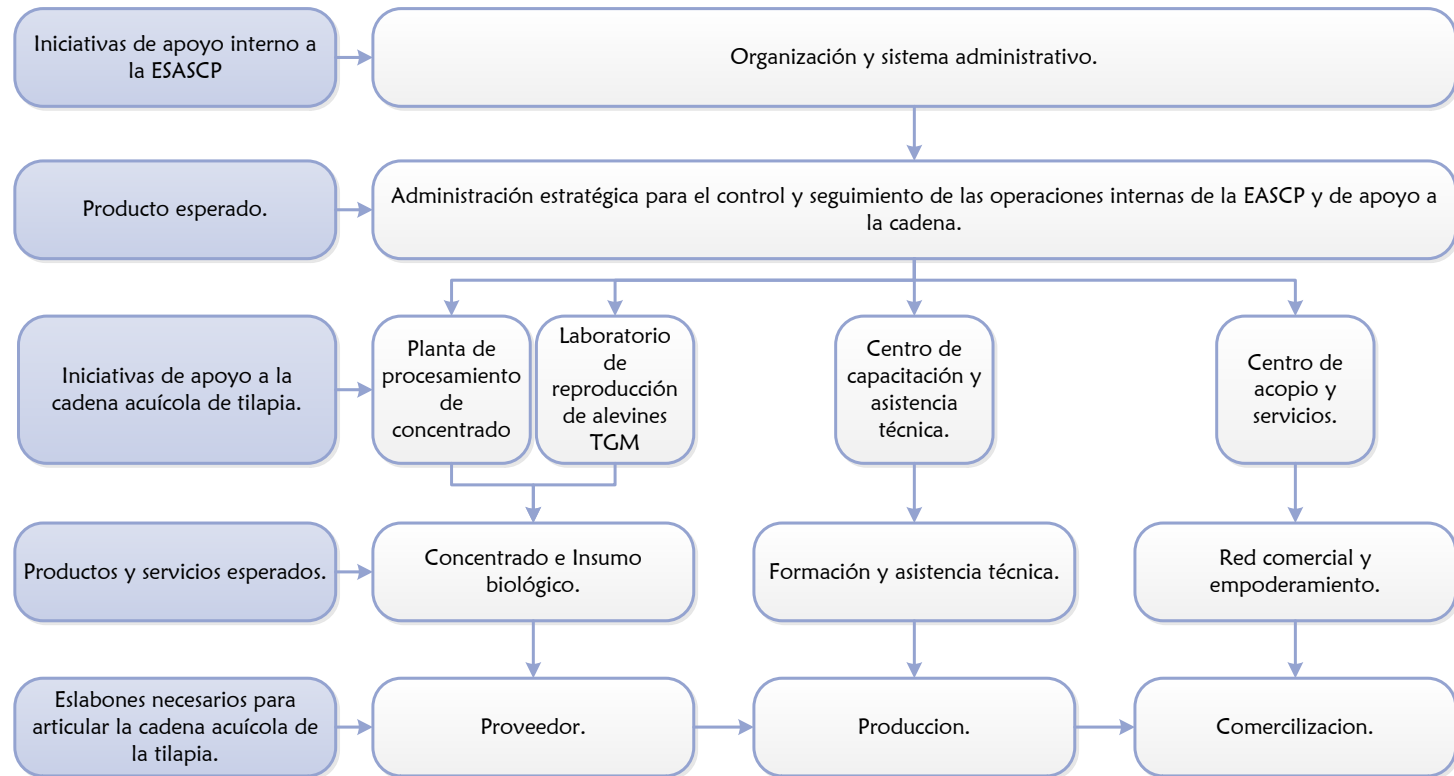 Iniciativas de apoyo interno a
la ESASCP
Organización y sistema administrativo.
Producto esperado.
Administración estratégica para el control y seguimiento de las operaciones internas de la EASCP y de apoyo a
la cadena.
Iniciativas de apoyo a la
cadena acuícola de tilapia.
Planta de
procesamiento
de
concentrado
Laboratorio
de
reproducción
de alevines
TGM
Centro de
capacitación y
asistencia
técnica.
Centro de
acopio y
servicios.
Productos y servicios esperados.
Concentrado e Insumo
biológico.
Formación y asistencia técnica.
Red comercial y
empoderamiento.
Eslabones necesarios para
articular la cadena acuícola de
la tilapia.
Proveedor.
Produccion.
Comercilizacion.